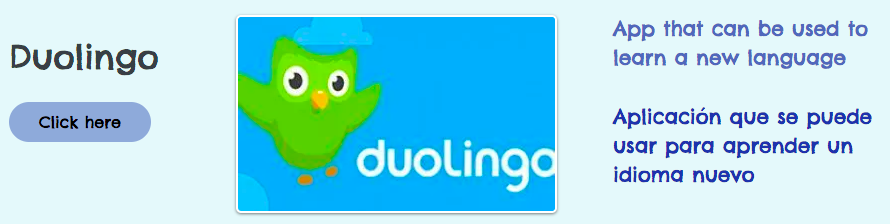 Duolingo
Click here
duolingo
App that can be used to
learn a new language
Aplicación que se puede
usar para aprender un
idioma nuevo